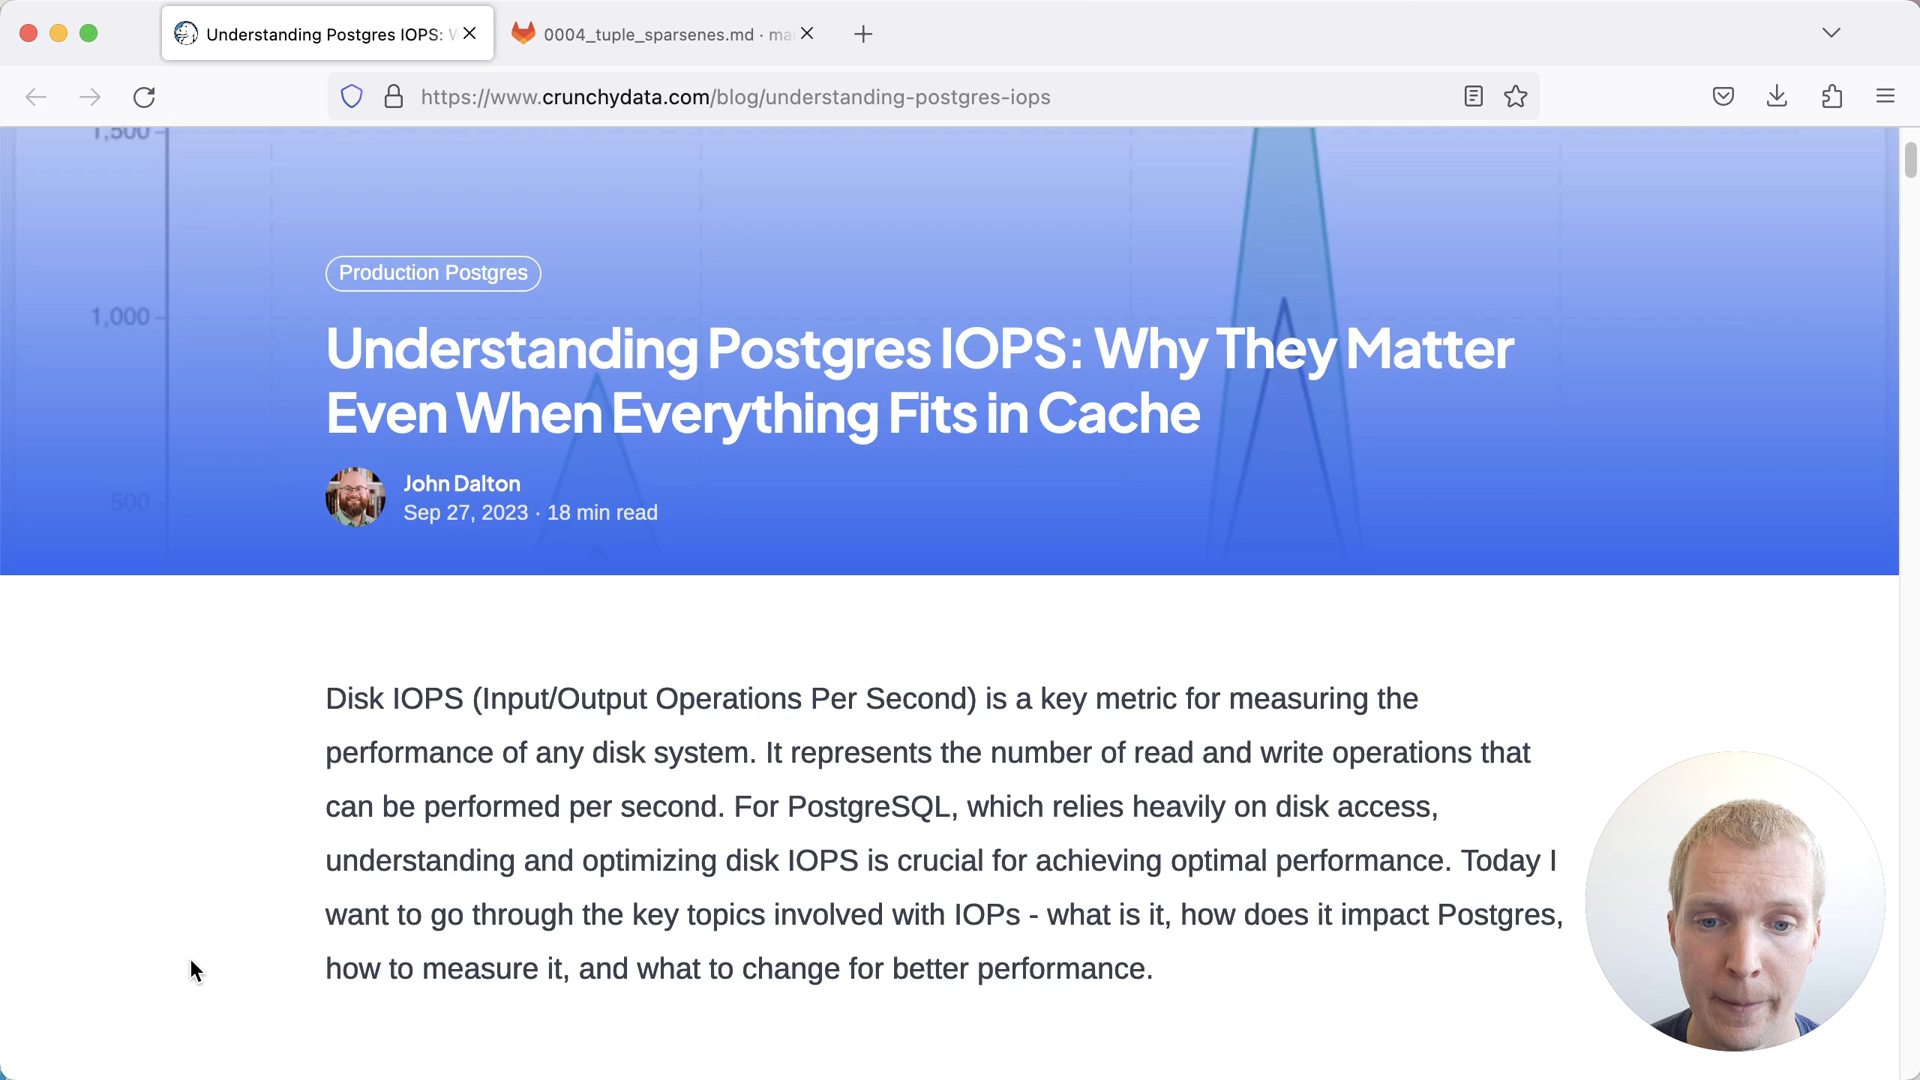 Understanding Postgres IOPS: W
0004_tuple_sparsenes.md · mai
https://www.crunchydata.com/blog/understanding-postgres-iops
1,500
1,000
500
Production Postgres
Understanding Postgres IOPS: Why They Matter
Even When Everything Fits in Cache
John Dalton
Sep 27, 2023 · 18 min read
Disk IOPS (Input/Output Operations Per Second) is a key metric for measuring the
performance of any disk system. It represents the number of read and write operations that
can be performed per second. For PostgreSQL, which relies heavily on disk access,
understanding and optimizing disk IOPS is crucial for achieving optimal performance. Today I
want to go through the key topics involved with IOPs - what is it, how does it impact Postgres,
how to measure it, and what to change for better performance.